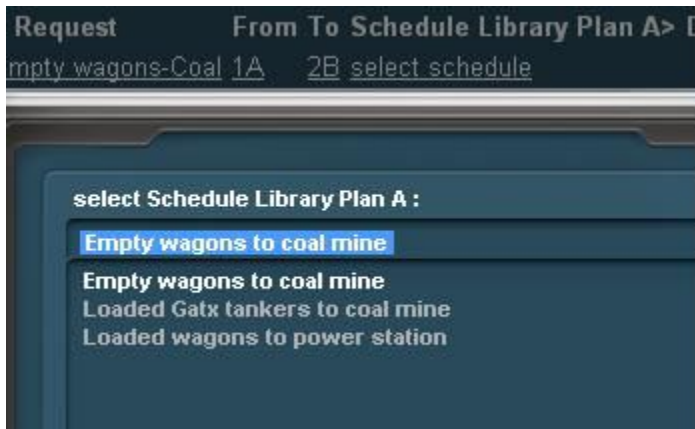 Request From To Schedule Library Plan A>
mpty wagons-Coal 1A 2B select schedule
select Schedule Library Plan A :
Empty wagons to coal mine
Empty wagons to coal mine
Loaded Gatx tankers to coal mine
Loaded wagons to power station